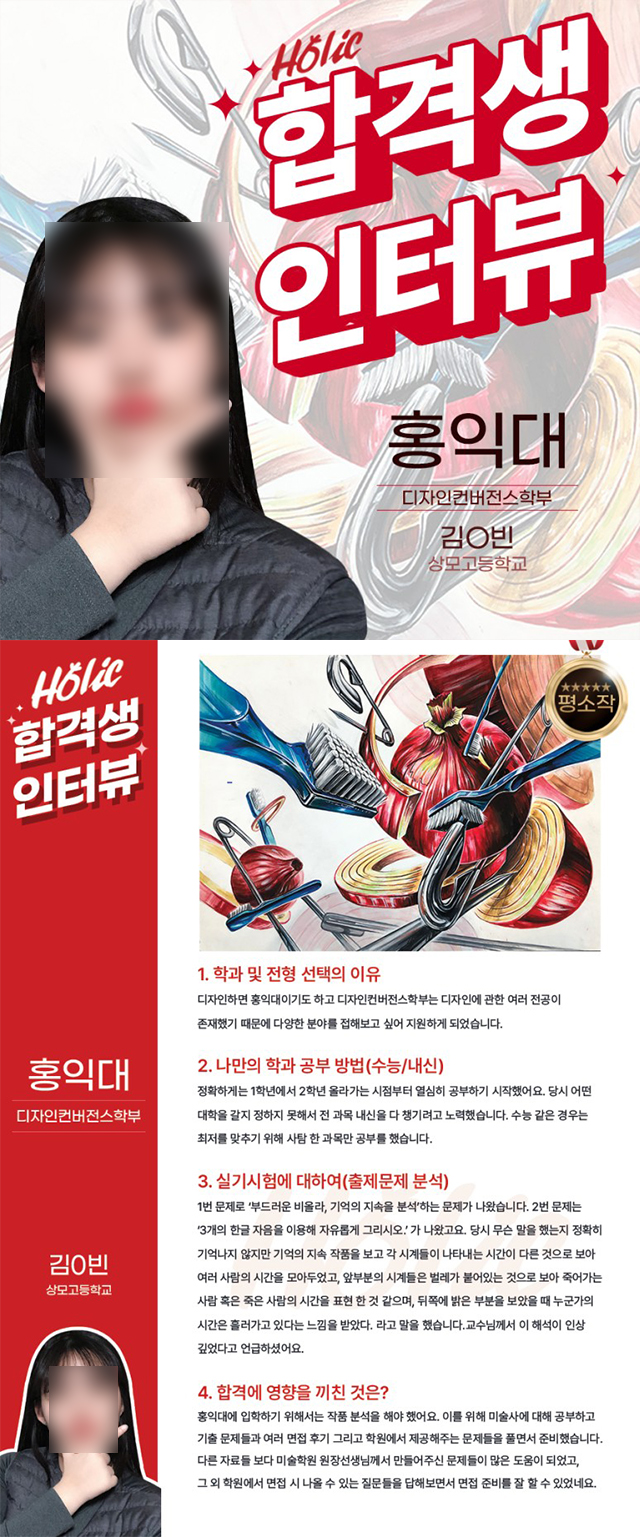 Holic
합격생
인터뷰
홍익대
디자인컨버전스학부
김O빈
상모고등학교
Holic
합격생
인터뷰
홍익대
디자인컨버전스학부
김O빈
상모고등학교
★★★★★
평소작
1. 학과 및 전형 선택의 이유
디자인하면 홍익대이기도 하고 디자인컨버전스학부는 디자인에 관한 여러 전공이
존재했기 때문에 다양한 분야를 접해보고 싶어 지원하게 되었습니다.
2. 나만의 학과 공부 방법(수능/내신)
정확하게는 1학년에서 2학년 올라가는 시점부터 열심히 공부하기 시작했어요. 당시 어떤
대학을 갈지 정하지 못해서 전 과목 내신을 다 챙기려고 노력했습니다. 수능 같은 경우는
최저를 맞추기 위해 사탐 한 과목만 공부를 했습니다.
3. 실기시험에 대하여(출제문제 분석)
1번 문제로 ‘부드러운 비올라, 기억의 지속을 분석’하는 문제가 나왔습니다. 2번 문제는
‘3개의 한글 자음을 이용해 자유롭게 그리시오.’ 가 나왔고요. 당시 무슨 말을 했는지 정확히
기억나지 않지만 기억의 지속 작품을 보고 각 시계들이 나타내는 시간이 다른 것으로 보아
여러 사람의 시간을 모아두었고, 앞부분의 시계들은 벌레가 붙어있는 것으로 보아 죽어가는
사람 혹은 죽은 사람의 시간을 표현 한 것 같으며, 뒤쪽에 밝은 부분을 보았을 때 누군가의
시간은 흘러가고 있다는 느낌을 받았다. 라고 말을 했습니다.교수님께서 이 해석이 인상
깊었다고 언급하셨어요.
4. 합격에 영향을 끼친 것은?
홍익대에 입학하기 위해서는 작품 분석을 해야 했어요. 이를 위해 미술사에 대해 공부하고
기출 문제들과 여러 면접 후기 그리고 학원에서 제공해주는 문제들을 풀면서 준비했습니다.
다른 자료들 보다 미술학원 원장선생님께서 만들어주신 문제들이 많은 도움이 되었고,
그 외 학원에서 면접 시 나올 수 있는 질문들을 답해보면서 면접 준비를 잘 할 수 있었네요.